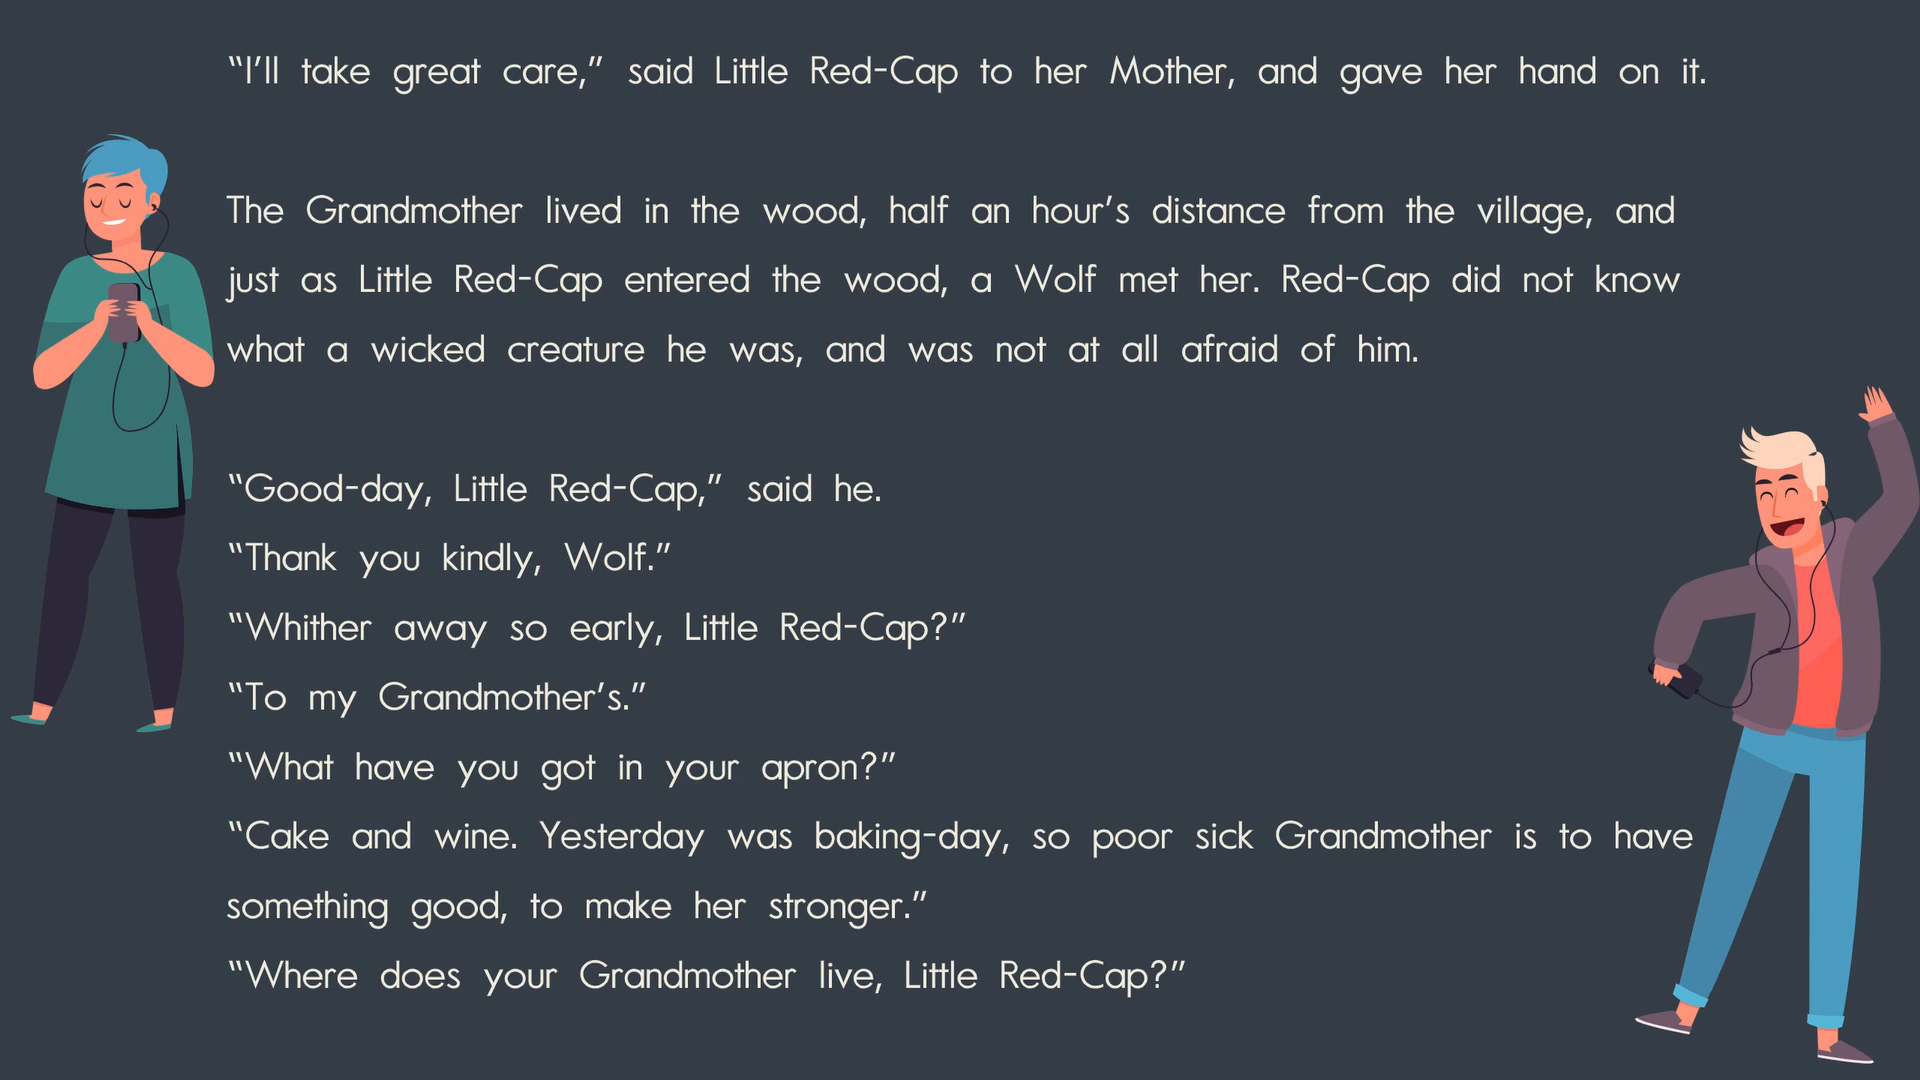 “I’ll take great care,” said Little Red-Cap to her Mother, and gave her hand on it.
The Grandmother lived in the wood, half an hour’s distance from the village, and
just as Little Red-Cap entered the wood, a Wolf met her. Red-Cap did not know
what a wicked creature he was, and was not at all afraid of him.
“Good-day, Little Red-Cap,” said he.
“Thank you kindly, Wolf.”
“Whither away so early, Little Red-Cap?”
“To my Grandmother’s.”
“What have you got in your apron?”
“Cake and wine. Yesterday was baking-day, so poor sick Grandmother is to have
something good, to make her stronger.”
“Where does your Grandmother live, Little Red-Cap?”